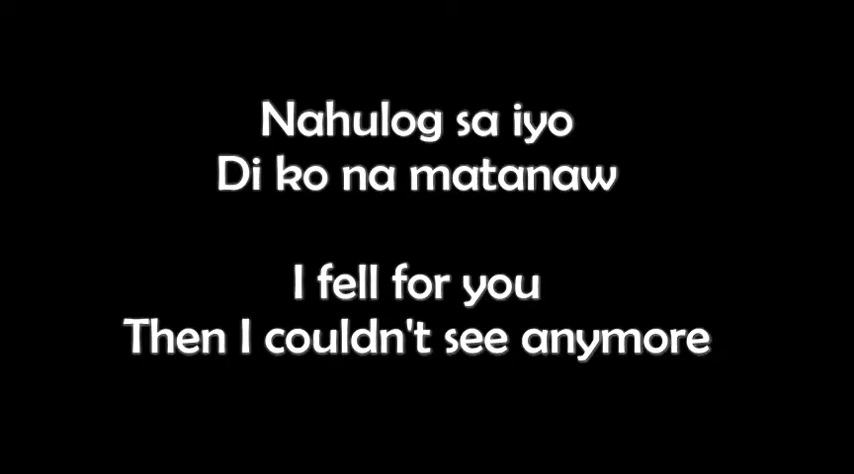 Nahulog sa iyo
Di ko na matanaw
I fell for you
Then I couldn't see anymore